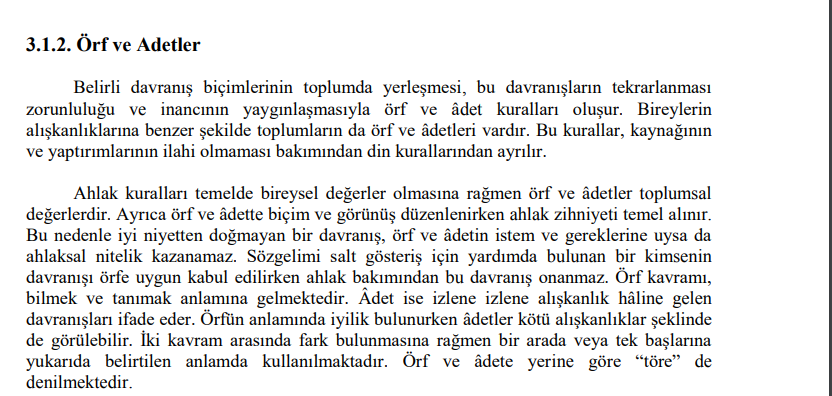 3.1.2. Örf ve Adetler
Belirli davranış biçimlerinin toplumda yerleşmesi, bu davranışların tekrarlanması
zorunluluğu ve inancının yaygınlaşmasıyla örf ve âdet kuralları oluşur. Bireylerin
alışkanlıklarına benzer şekilde toplumların da örf ve âdetleri vardır. Bu kurallar, kaynağının
ve yaptırımlarının ilahi olmaması bakımından din kurallarından ayrılır.
Ahlak kuralları temelde bireysel değerler olmasına rağmen örf ve âdetler toplumsal
değerlerdir. Ayrıca örf ve âdette biçim ve görünüş düzenlenirken ahlak zihniyeti temel alınır.
Bu nedenle iyi niyetten doğmayan bir davranış, örf ve âdetin istem ve gereklerine uysa da
ahlaksal nitelik kazanamaz. Sözgelimi salt gösteriş için yardımda bulunan bir kimsenin
davranışı örfe uygun kabul edilirken ahlak bakımından bu davranış onanmaz. Örf kavramı,
bilmek ve tanımak anlamına gelmektedir. Âdet ise izlene izlene alışkanlık hâline gelen
davranışları ifade eder. Örfün anlamında iyilik bulunurken âdetler kötü alışkanlıklar şeklinde
de görülebilir. İki kavram arasında fark bulunmasına rağmen bir arada veya tek başlarına
yukarıda belirtilen anlamda kullanılmaktadır. Örf ve âdete yerine göre “töre” de
denilmektedir.